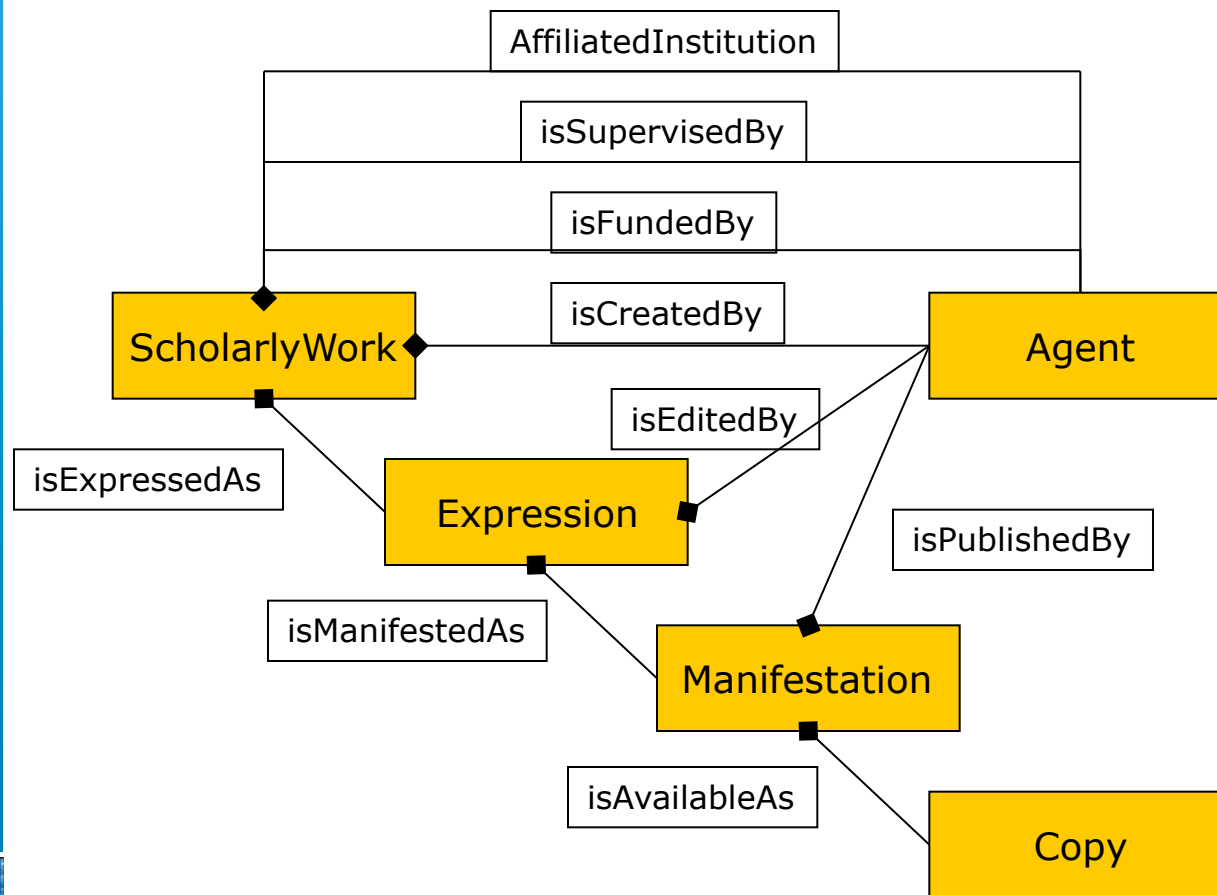 AffiliatedInstitution
isSupervisedBy
isFundedBy
isCreatedBy
ScholarlyWork
Agent
isEditedBy
isExpressedAs
Expression
isPublishedBy
isManifestedAs
Manifestation
isAvailableAs
Copy